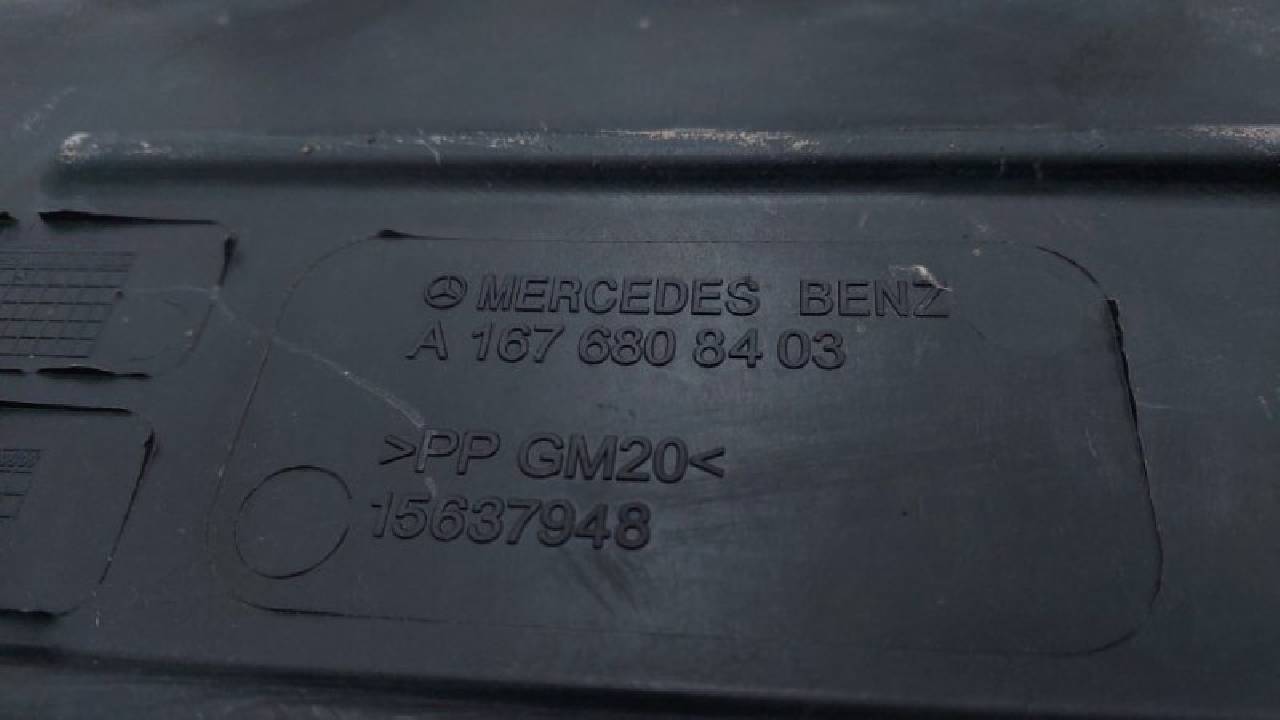 MERCEDES BENZ
A 167 680 84 03
>PP GM20<
15637948